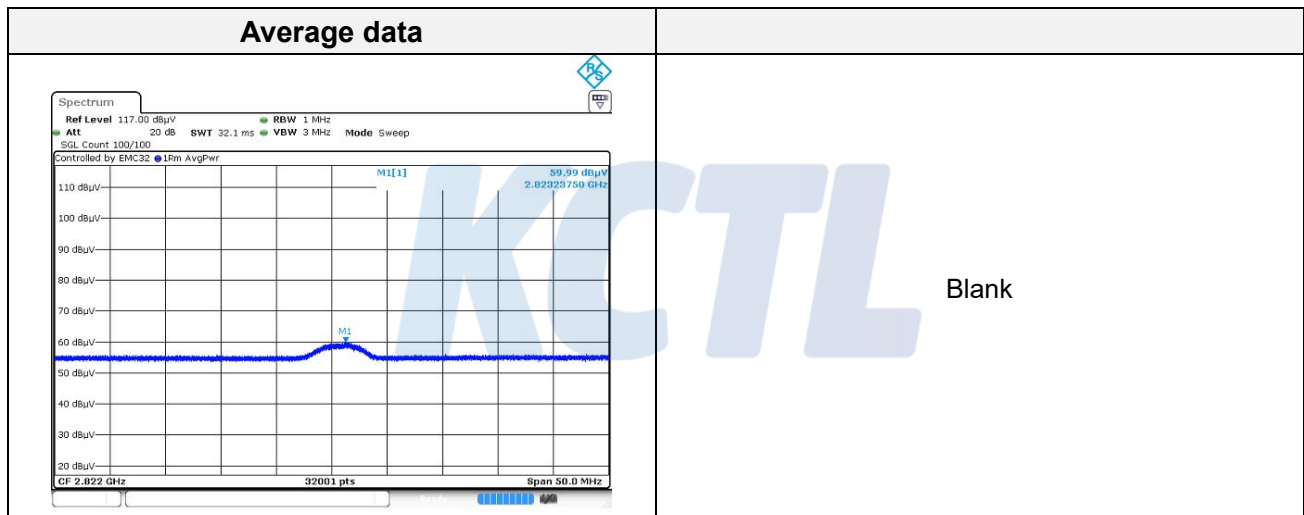 Average data
R&S
Spectrum
Ref Level 117.00 dBµV RBW 1 MHz
Att 20 dB SWT 32.1 ms VBW 3 MHz Mode Sweep
SGL Count 100/100
Controlled by EMC32 1Rm AvgPwr
M1[1] 59.99 dBµV
2.82323750 GHz
110 dBµV
100 dBµV
90 dBµV
80 dBµV
70 dBµV
M1
60 dBµV
50 dBµV
40 dBµV
30 dBµV
20 dBµV
CF 2.822 GHz 32001 pts Span 50.0 MHz
KCTL
Blank